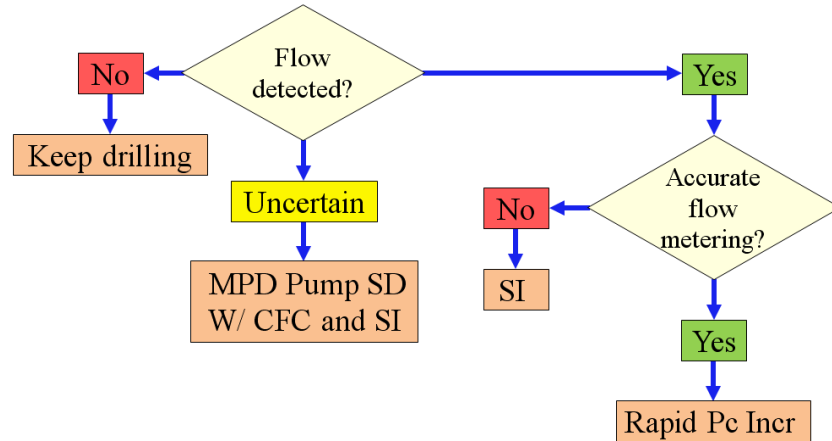 Flow
detected?
No
Yes
Keep drilling
Uncertain
Accurate
flow
metering?
No
MPD Pump SD
W/ CFC and SI
SI
Yes
Rapid Pc Incr